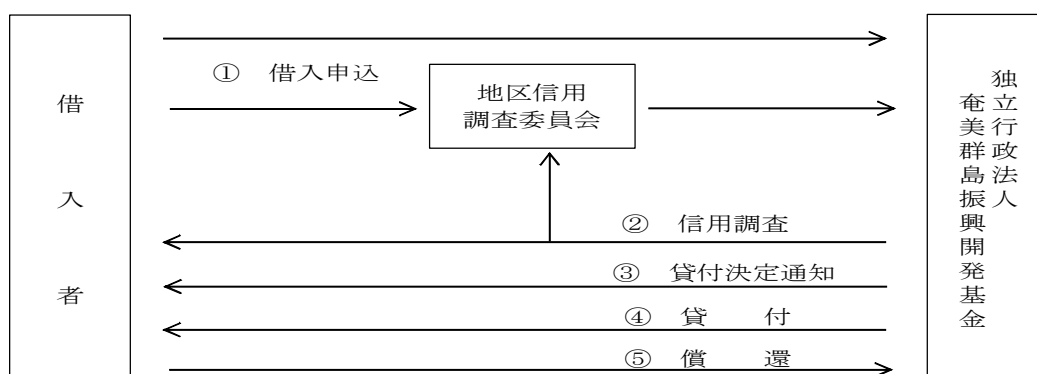 借入者
① 借入申込
地区信用
調査委員会
② 信用調査
③ 貸付決定通知
④ 貸 付
⑤ 償 還
独立行政法人
奄美群島振興開発基金